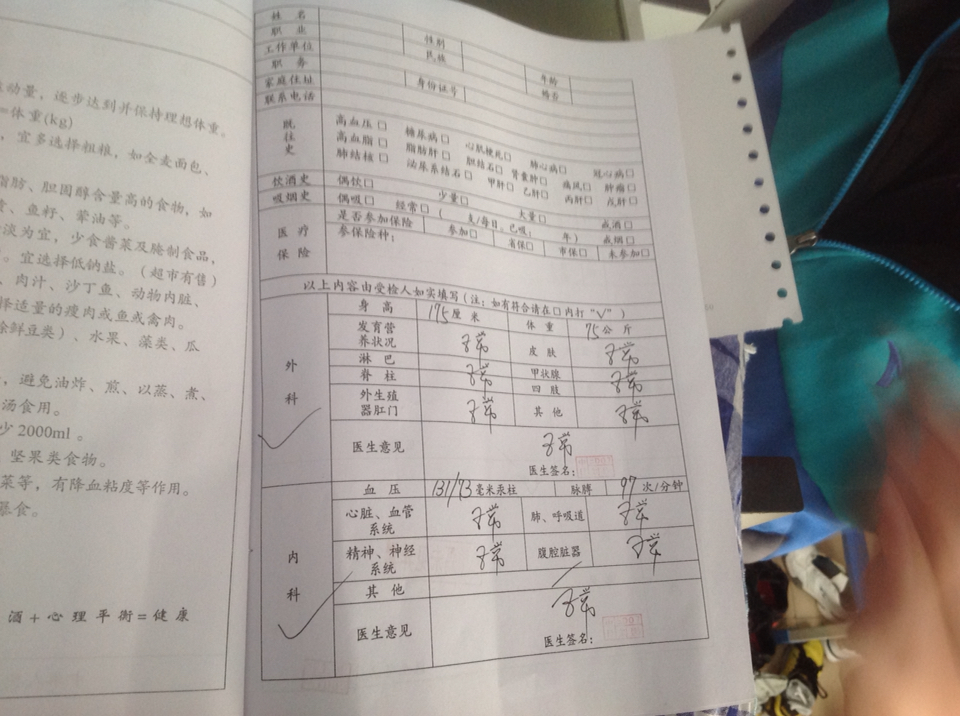 动量，逐步达到并保持理想体重。
=体重(kg)
，宜多选择粗粮，如全麦面包、
脂肪、胆固醇含量高的食物，如
、鱼籽、荤油等。
淡为宜，少食酱菜及腌制食品，
。宜选择低钠盐。（超市有售）
、肉汁、沙丁鱼、动物内脏、
择适量的瘦肉或鱼或禽肉。
除鲜豆类）、水果、藻类、瓜
，避免油炸、煎、以蒸、煮、
汤食用。
少2000ml。
坚果类食物。
菜等，有降血粘度等作用。
暴食。
酒+心理平衡=健康
姓 名 性别 年龄
职 业 民族 婚否
工作单位
职 务
家庭住址 身份证号
联系电话
既往史
高血压□ 糖尿病□ 心肌梗死□ 肺心病□ 冠心病□
高血脂□ 脂肪肝□ 胆结石□ 骨囊肿□ 痛风□ 肿瘤□
肺结核□ 泌尿系结石□ 甲肝□ 乙肝□ 丙肝□ 戊肝□
饮酒史 偶饮□ 少量□ 大量□ 戒酒□
吸烟史 偶吸□ 经常□（ 支/每日。已吸： 年） 戒烟□
医疗保险
是否参加保险 参加□ 省保□ 市保□ 未参加□
参保险种：
以上内容由受检人如实填写（注：如有符合请在□内打“√”）
外科
身 高 175厘米 体 重 75公斤
发育营养状况 正常 皮肤 正常
淋 巴 正常 甲状腺 正常
脊 柱 正常 四 肢 正常
外生殖器肛门 正常 其 他 正常
医生意见 正常
医生签名：
内科
血 压 131/73毫米汞柱 脉搏 97次/分钟
心脏、血管系统 正常 肺、呼吸道 正常
精神、神经系统 正常 腹腔脏器 正常
其 他
医生意见 正常
医生签名：